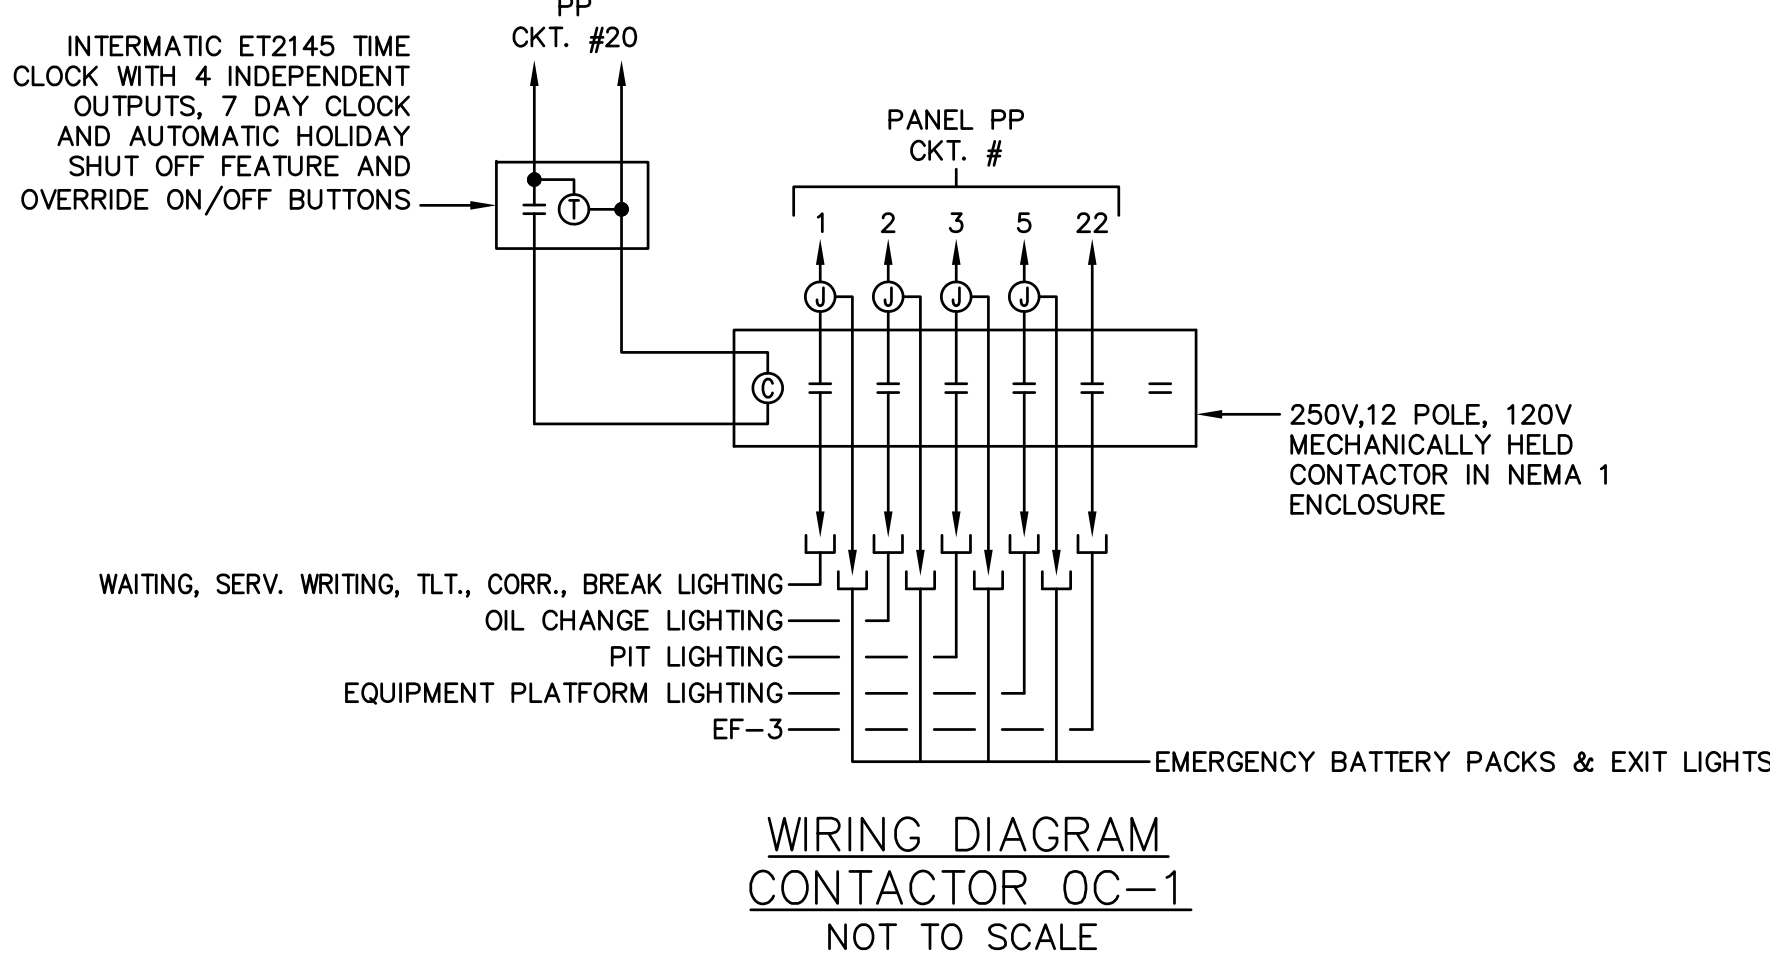 PP
CKT. #20
INTERMATIC ET2145 TIME
CLOCK WITH 4 INDEPENDENT
OUTPUTS, 7 DAY CLOCK
AND AUTOMATIC HOLIDAY
SHUT OFF FEATURE AND
OVERRIDE ON/OFF BUTTONS
T
PANEL PP
CKT. #
1 2 3 5 22
J J J J
C
250V,12 POLE, 120V
MECHANICALLY HELD
CONTACTOR IN NEMA 1
ENCLOSURE
WAITING, SERV. WRITING, TLT., CORR., BREAK LIGHTING
OIL CHANGE LIGHTING
PIT LIGHTING
EQUIPMENT PLATFORM LIGHTING
EF-3
EMERGENCY BATTERY PACKS & EXIT LIGHTS
WIRING DIAGRAM
CONTACTOR OC-1
NOT TO SCALE